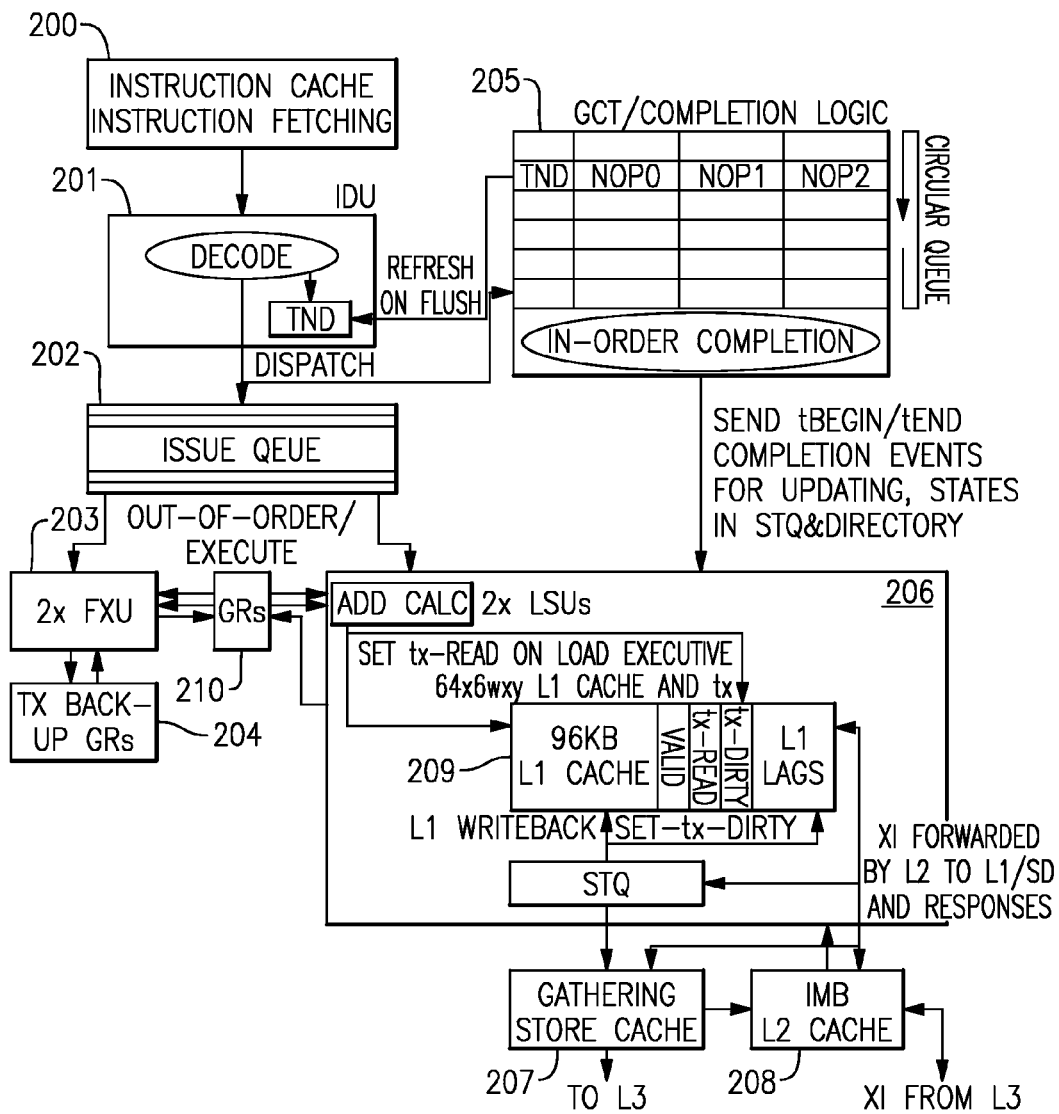 200
INSTRUCTION CACHE
INSTRUCTION FETCHING
205
GCT/COMPLETION LOGIC
TND NOP0 NOP1 NOP2
CIRCULAR QUEUE
201
IDU
DECODE
TND
REFRESH
ON FLUSH
IN-ORDER COMPLETION
202
DISPATCH
ISSUE QEUE
SEND tBEGIN/tEND
COMPLETION EVENTS
FOR UPDATING, STATES
IN STQ&DIRECTORY
203
OUT-OF-ORDER/
EXECUTE
2x FXU
GRs
210
TX BACK-
UP GRs
204
206
ADD CALC
2x LSUs
SET tx-READ ON LOAD EXECUTIVE
64x6wxy L1 CACHE AND tx
209
96KB
L1 CACHE
VALID
tx-READ
tx-DIRTY
L1
LAGS
L1 WRITEBACK
SET-tx-DIRTY
STQ
XI FORWARDED
BY L2 TO L1/SD
AND RESPONSES
GATHERING
STORE CACHE
IMB
L2 CACHE
207
TO L3
208
XI FROM L3